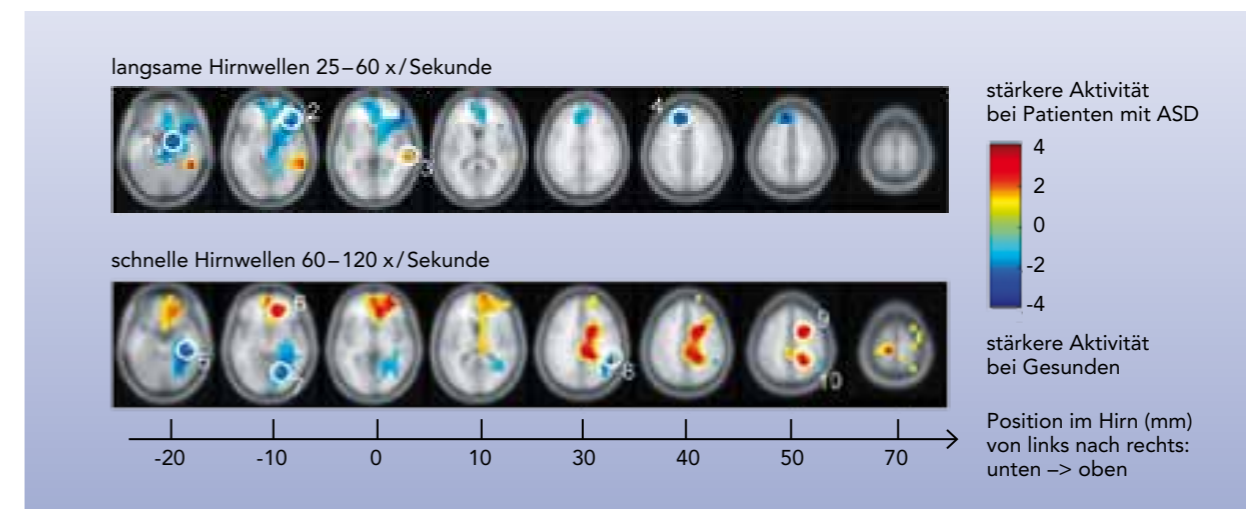 langsame Hirnwellen 25–60 x/Sekunde
2
3
4
stärkere Aktivität
bei Patienten mit ASD
4
2
0
-2
-4
stärkere Aktivität
bei Gesunden
schnelle Hirnwellen 60–120 x/Sekunde
5
6
9
10
-20 -10 0 10 30 40 50 70
Position im Hirn (mm)
von links nach rechts:
unten –> oben